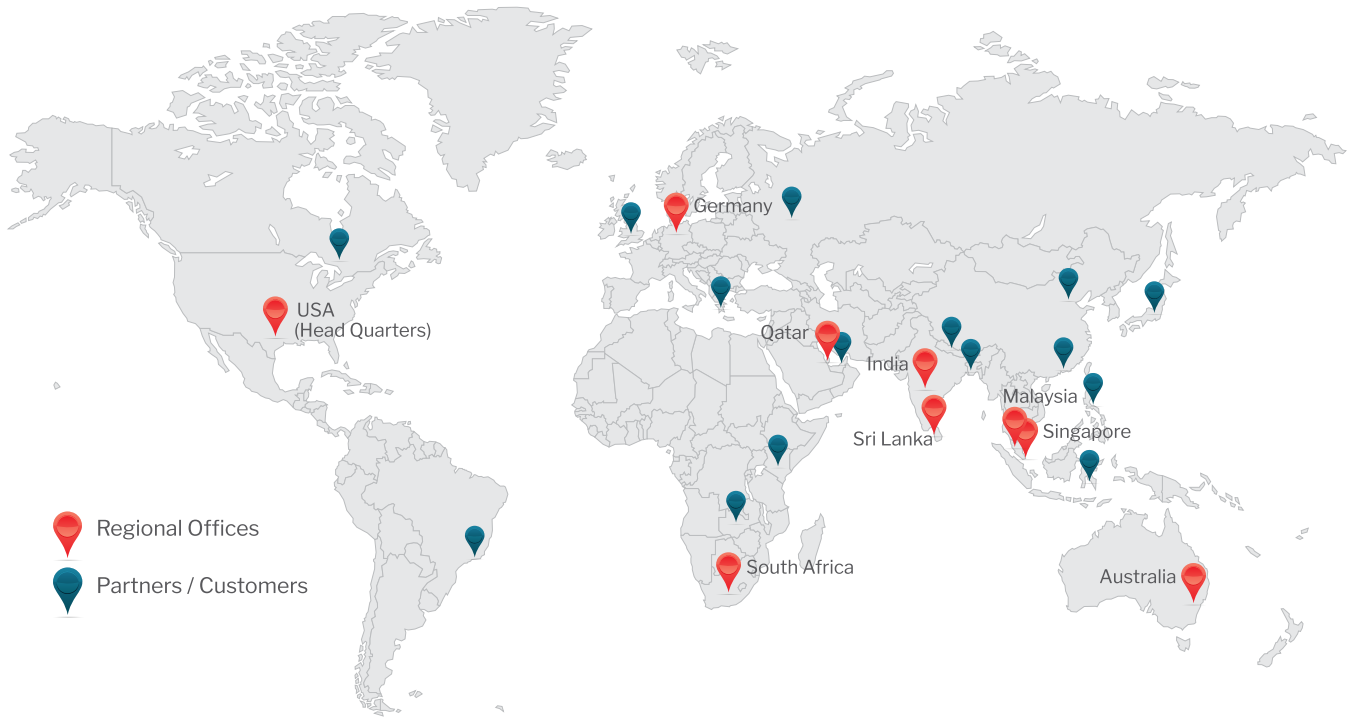 Germany
USA
(Head Quarters)
Qatar
India
Malaysia
Sri Lanka
Singapore
Regional Offices
South Africa
Australia
Partners / Customers